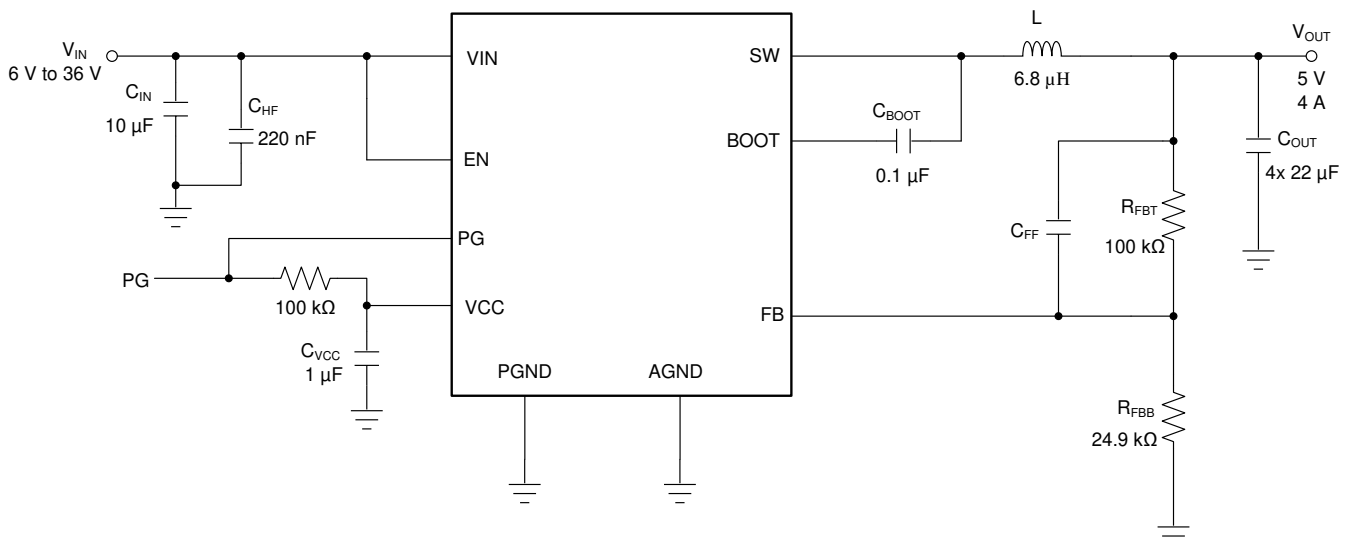 V_IN
6 V to 36 V
C_IN
10 µF
C_HF
220 nF
VIN
EN
PG
VCC
PGND
AGND
SW
BOOT
FB
PG
100 kΩ
C_VCC
1 µF
L
6.8 µH
C_BOOT
0.1 µF
V_OUT
5 V
4 A
C_OUT
4x 22 µF
R_FBT
100 kΩ
C_FF
R_FBB
24.9 kΩ